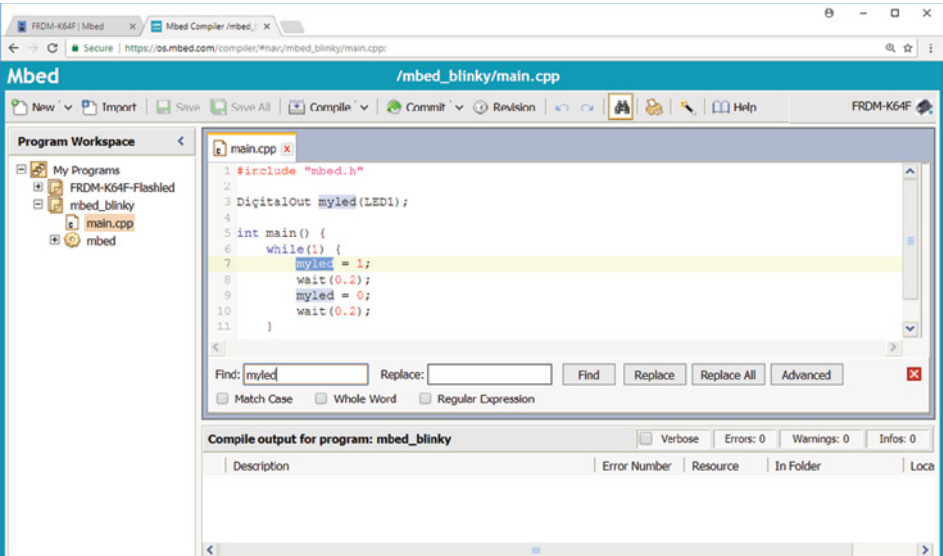 FRDM-K64F | Mbed
Mbed Compiler /mbed_
Secure | https://os.mbed.com/compiler/#nav:/mbed_blinky/main.cpp;
Mbed /mbed_blinky/main.cpp
New Import Save Save All Compile Commit Revision Help FRDM-K64F
Program Workspace
My Programs
FRDM-K64F-Flashled
mbed_blinky
main.cpp
mbed
main.cpp
1 #include "mbed.h"
2
3 DigitalOut myled(LED1);
4
5 int main() {
6 while(1) {
7 myled = 1;
8 wait(0.2);
9 myled = 0;
10 wait(0.2);
11 }
Find: myled Replace: Find Replace Replace All Advanced
Match Case Whole Word Regular Expression
Compile output for program: mbed_blinky Verbose Errors: 0 Warnings: 0 Infos: 0
Description Error Number Resource In Folder Loca